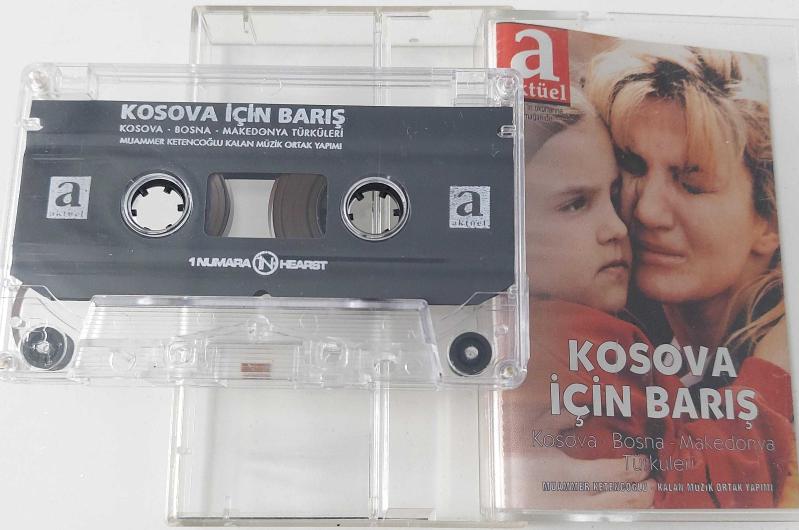 KOSOVA İÇİN BARIŞ
KOSOVA - BOSNA - MAKEDONYA TÜRKÜLERİ
MUAMMER KETENCOĞLU KALAN MÜZİK ORTAK YAPIMI
a
aktüel
a
aktüel
1 NUMARA 1N HEARST
a
aktüel
KOSOVA
İÇİN BARIŞ
Kosova - Bosna - Makedonya
Türküleri
MUAMMER KETENCOĞLU - KALAN MÜZİK ORTAK YAPIMI